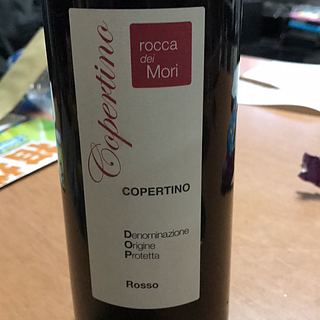 rocca
dei
Mori
Copertino
COPERTINO
Denominazione
Origine
Protetta
Rosso